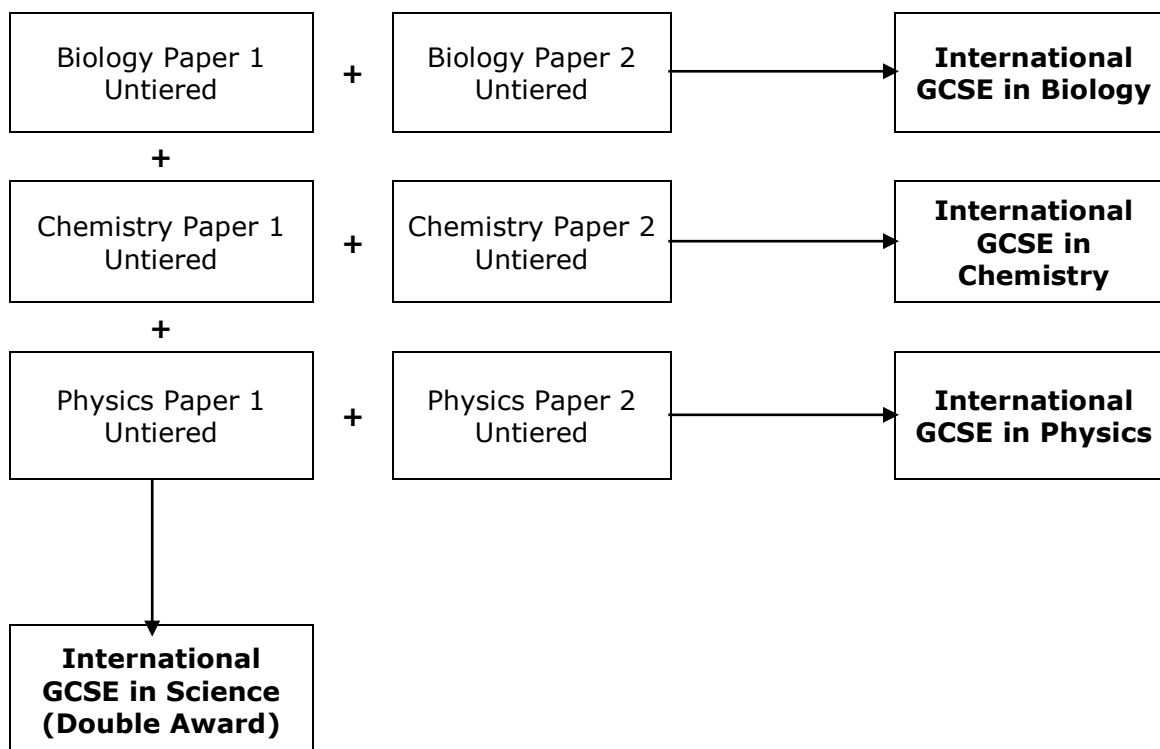 Biology Paper 1
Untiered
+
Biology Paper 2
Untiered
International
GCSE in Biology
+
Chemistry Paper 1
Untiered
+
Chemistry Paper 2
Untiered
International
GCSE in
Chemistry
+
Physics Paper 1
Untiered
+
Physics Paper 2
Untiered
International
GCSE in Physics
International
GCSE in Science
(Double Award)